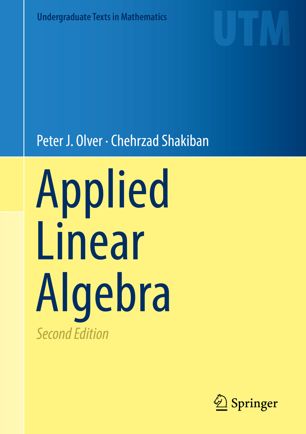 Undergraduate Texts in Mathematics
UTM
Peter J. Olver · Chehrzad Shakiban
Applied
Linear
Algebra
Second Edition
Springer